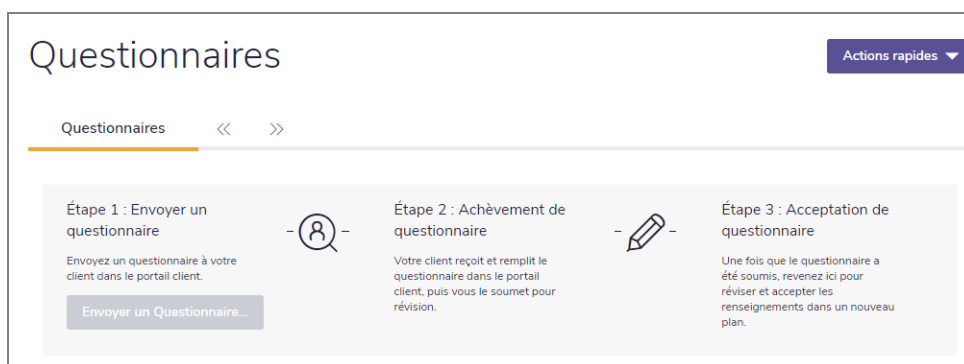 Questionnaires
Actions rapides
Questionnaires
Étape 1 : Envoyer un
questionnaire
Envoyez un questionnaire à votre
client dans le portail client.
Envoyer un Questionnaire...
Étape 2 : Achèvement de
questionnaire
Votre client reçoit et remplit le
questionnaire dans le portail
client, puis vous le soumet pour
révision.
Étape 3 : Acceptation de
questionnaire
Une fois que le questionnaire a
été soumis, revenez ici pour
réviser et accepter les
renseignements dans un nouveau
plan.